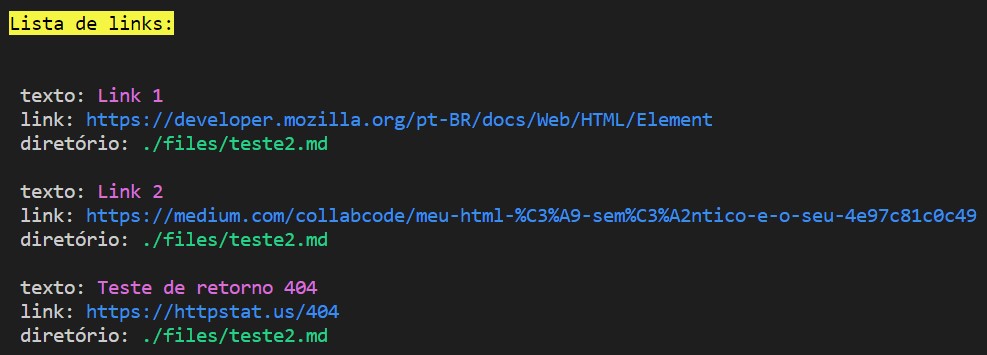 Lista de links:
texto: Link 1
link: https://developer.mozilla.org/pt-BR/docs/Web/HTML/Element
diretório: ./files/teste2.md
texto: Link 2
link: https://medium.com/collabcode/meu-html-%C3%A9-sem%C3%A2ntico-e-o-seu-4e97c81c0c49
diretório: ./files/teste2.md
texto: Teste de retorno 404
link: https://httpstat.us/404
diretório: ./files/teste2.md